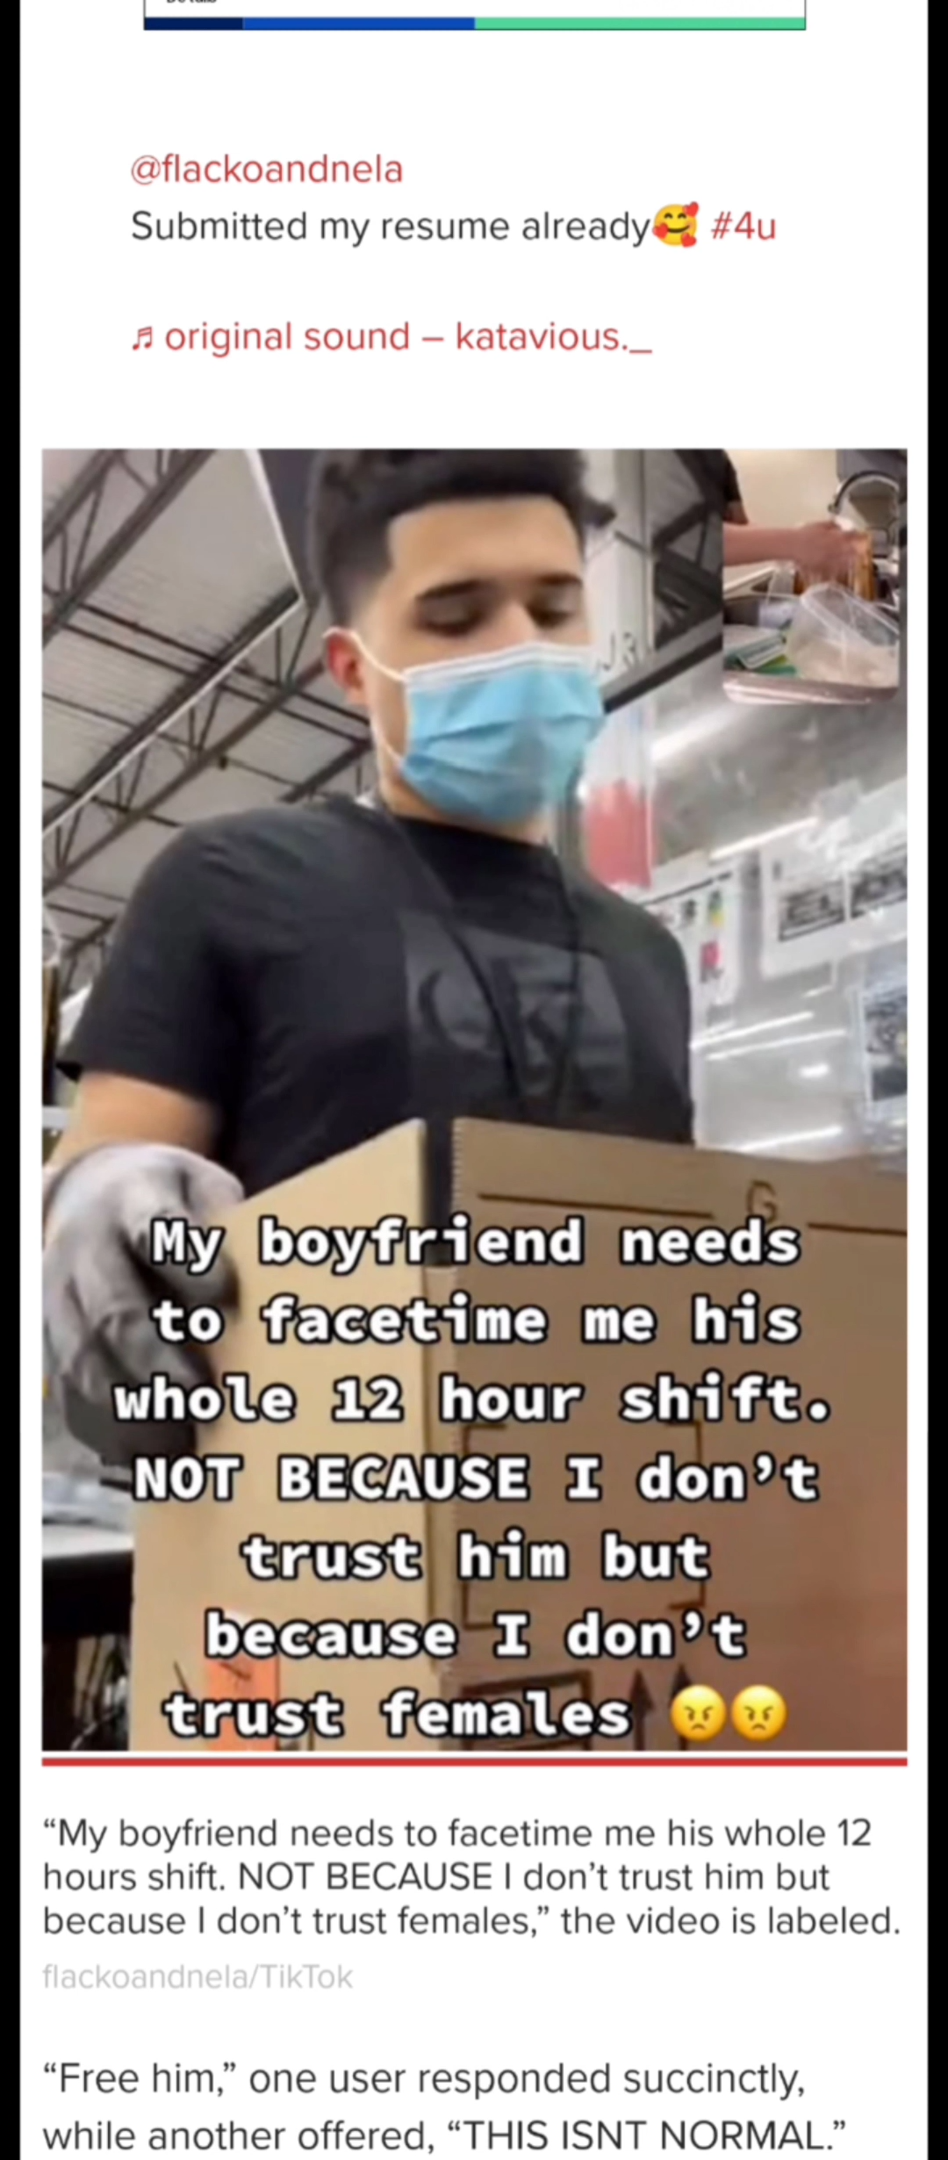 @flackoandnela
Submitted my resume already🥰 #4u
♬ original sound – katavious._
My boyfriend needs
to facetime me his
whole 12 hour shift.
NOT BECAUSE I don’t
trust him but
because I don’t
trust females 😠😠
“My boyfriend needs to facetime me his whole 12
hours shift. NOT BECAUSE I don’t trust him but
because I don’t trust females,” the video is labeled.
flackoandnela/TikTok
“Free him,” one user responded succinctly,
while another offered, “THIS ISNT NORMAL.”